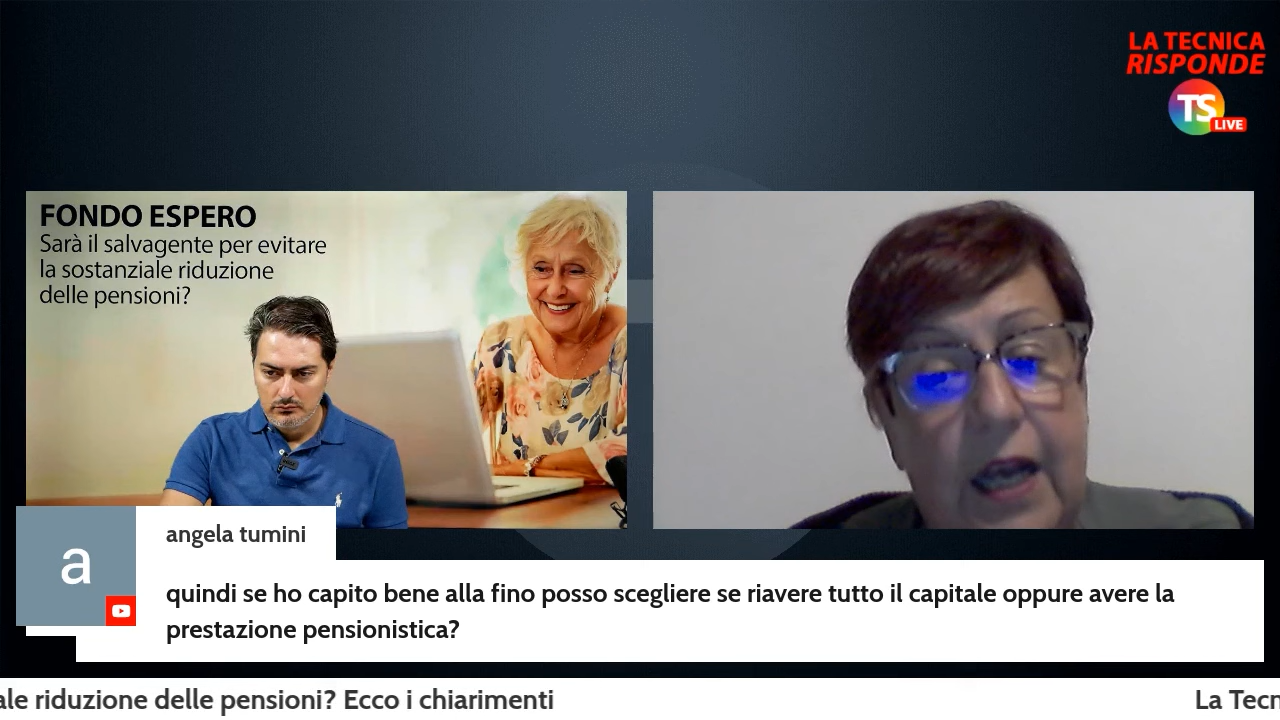 LA TECNICA
RISPONDE
TS
LIVE
FONDO ESPERO
Sarà il salvagente per evitare
la sostanziale riduzione
delle pensioni?
a
angela tumini
quindi se ho capito bene alla fino posso scegliere se riavere tutto il capitale oppure avere la
prestazione pensionistica?
ale riduzione delle pensioni? Ecco i chiarimenti
La Tecn